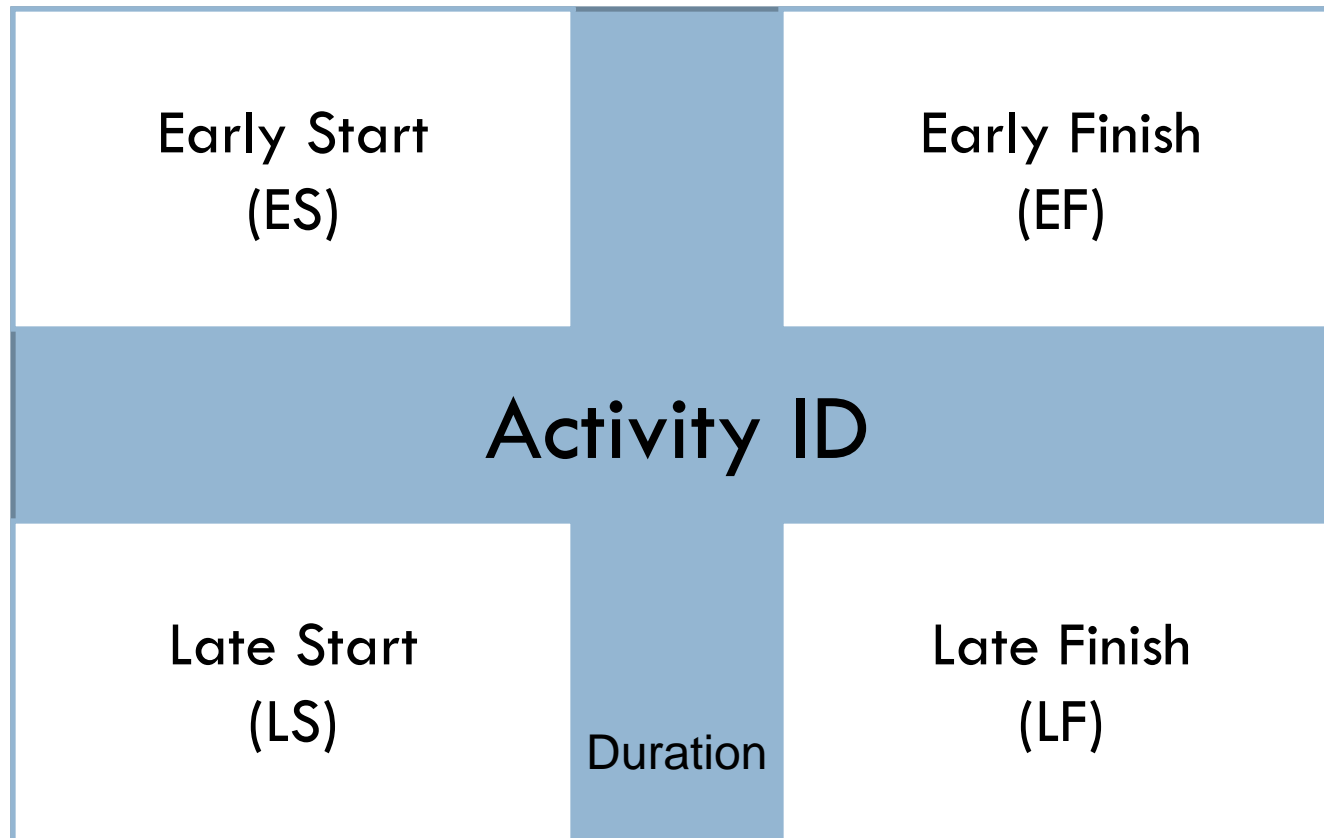 Early Start
(ES)
Early Finish
(EF)
Activity ID
Late Start
(LS)
Duration
Late Finish
(LF)